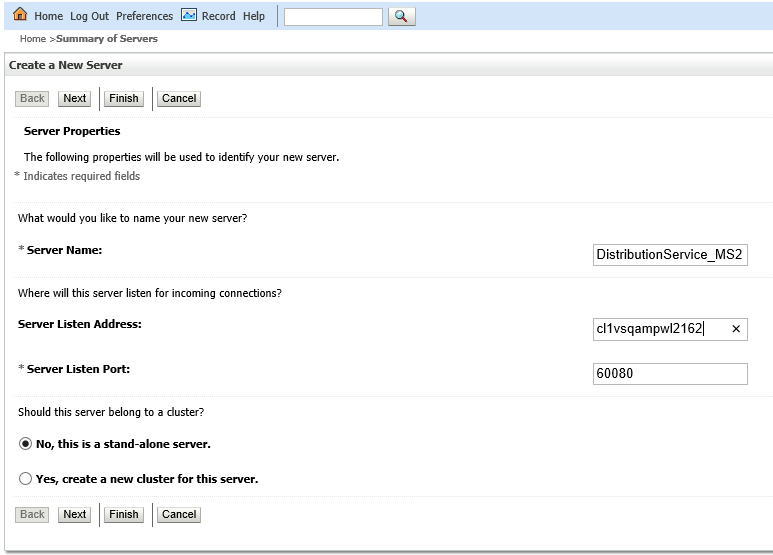 Home Log Out Preferences Record Help
Home >Summary of Servers
Create a New Server
Back Next Finish Cancel
Server Properties
The following properties will be used to identify your new server.
* Indicates required fields
What would you like to name your new server?
* Server Name: DistributionService_MS2
Where will this server listen for incoming connections?
Server Listen Address: cl1vsqampwl2162 ×
* Server Listen Port: 60080
Should this server belong to a cluster?
No, this is a stand-alone server.
Yes, create a new cluster for this server.
Back Next Finish Cancel